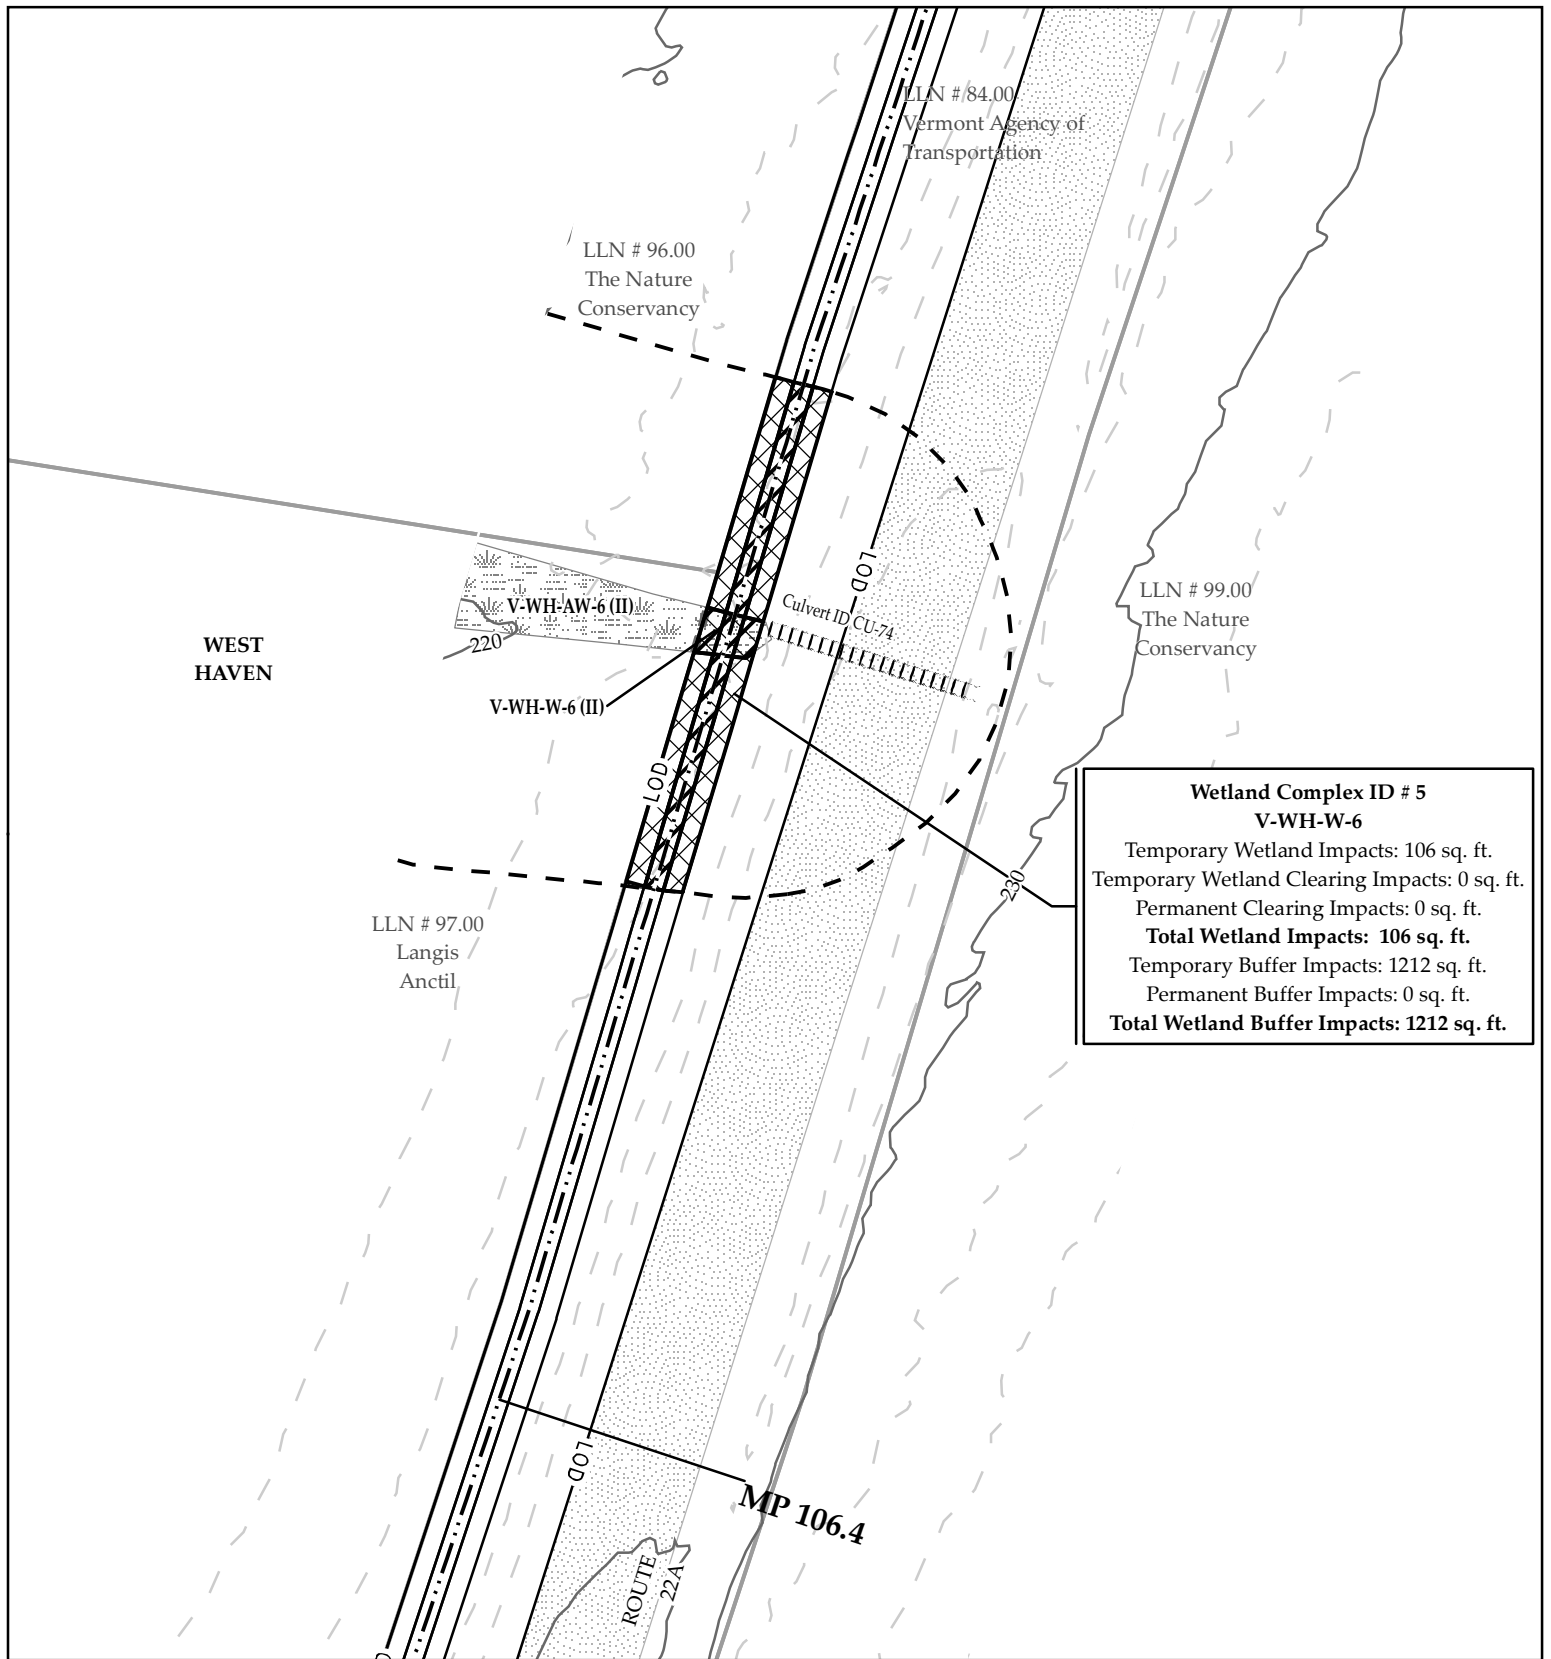 LLN # 84.00
Vermont Agency of
Transportation
LLN # 96.00
The Nature
Conservancy
LOD
Culvert ID CU-74
LLN # 99.00
The Nature
Conservancy
V-WH-AW-6 (II)
220
WEST
HAVEN
V-WH-W-6 (II)
LOD
Wetland Complex ID # 5
V-WH-W-6
Temporary Wetland Impacts: 106 sq. ft.
Temporary Wetland Clearing Impacts: 0 sq. ft.
Permanent Clearing Impacts: 0 sq. ft.
Total Wetland Impacts:  106 sq. ft.
Temporary Buffer Impacts: 1212 sq. ft.
Permanent Buffer Impacts: 0 sq. ft.
Total Wetland Buffer Impacts: 1212 sq. ft.
230
LLN # 97.00
Langis
Anctil
LOD
MP 106.4
ROUTE
22A